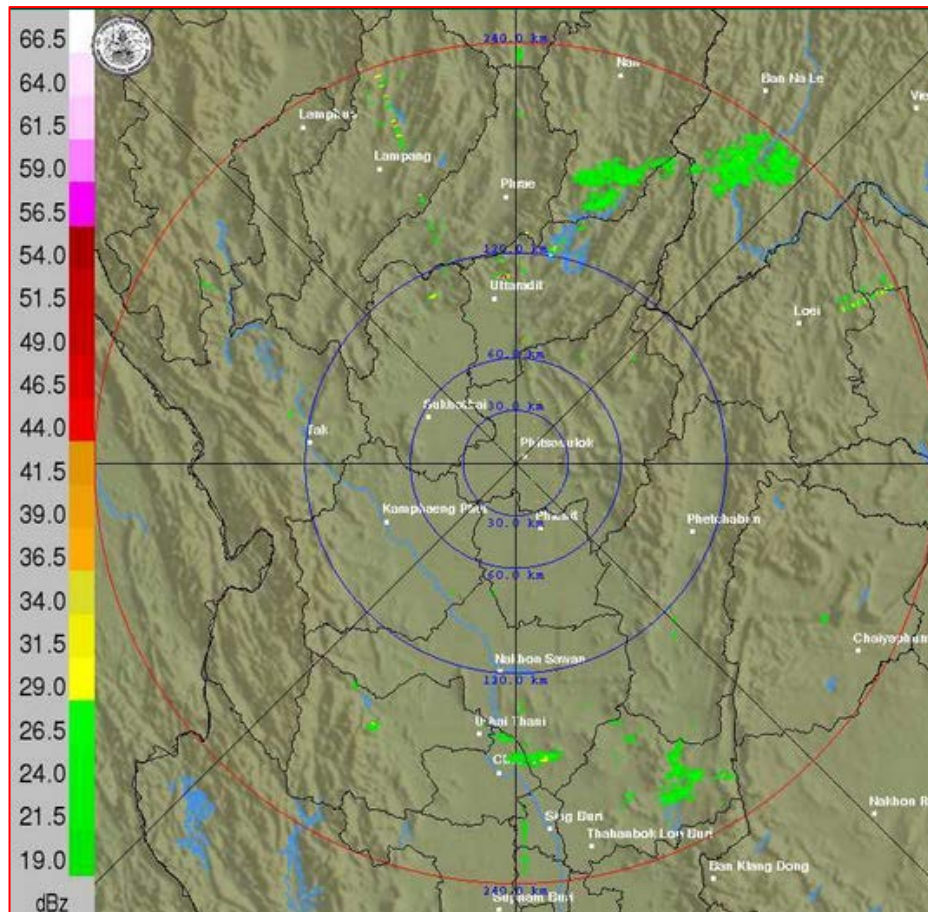 66.5
64.0
61.5
59.0
56.5
54.0
51.5
49.0
46.5
44.0
41.5
39.0
36.5
34.0
31.5
29.0
26.5
24.0
21.5
19.0
dBz
240.0 km
Nan
Ban Na Le
Vie
Lamphun
Lampang
Phrae
120.0 km
Uttaradit
Loei
60.0 km
30.0 km
Sukhothai
Tak
Phitsanulok
Kamphaeng Phet
Phichit
30.0 km
Phetchabun
60.0 km
Chaiyaphum
Nakhon Sawan
120.0 km
Uthai Thani
Nakhon R
Sing Buri
Thahanbok Lop Buri
Ban Klang Dong
240.0 km
Suphan Buri